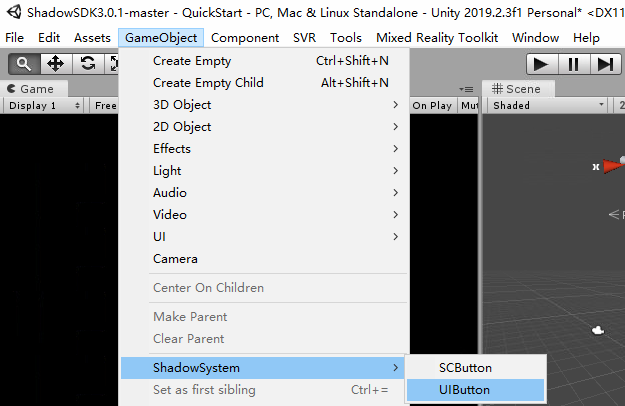 ShadowSDK3.0.1-master - QuickStart - PC, Mac & Linux Standalone - Unity 2019.2.3f1 Personal* <DX11
File Edit Assets GameObject Component SVR Tools Mixed Reality Toolkit Window Help
Game
Scene
Display 1 Free
On Play Mut
Shaded 2
Create Empty Ctrl+Shift+N
Create Empty Child Alt+Shift+N
3D Object
2D Object
Effects
Light
Audio
Video
UI
Camera
Center On Children
Make Parent
Clear Parent
ShadowSystem
SCButton
Set as first sibling Ctrl+=
UIButton
x